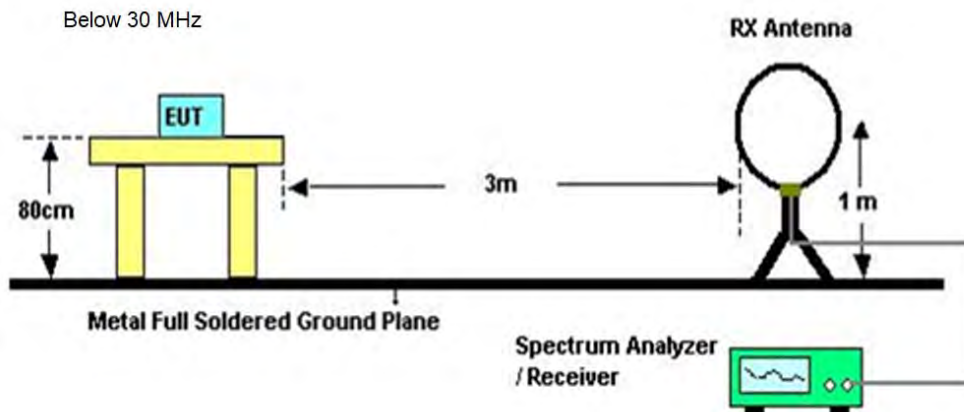 Below 30 MHz
RX Antenna
EUT
3m
80cm
1 m
Metal Full Soldered Ground Plane
Spectrum Analyzer
/ Receiver